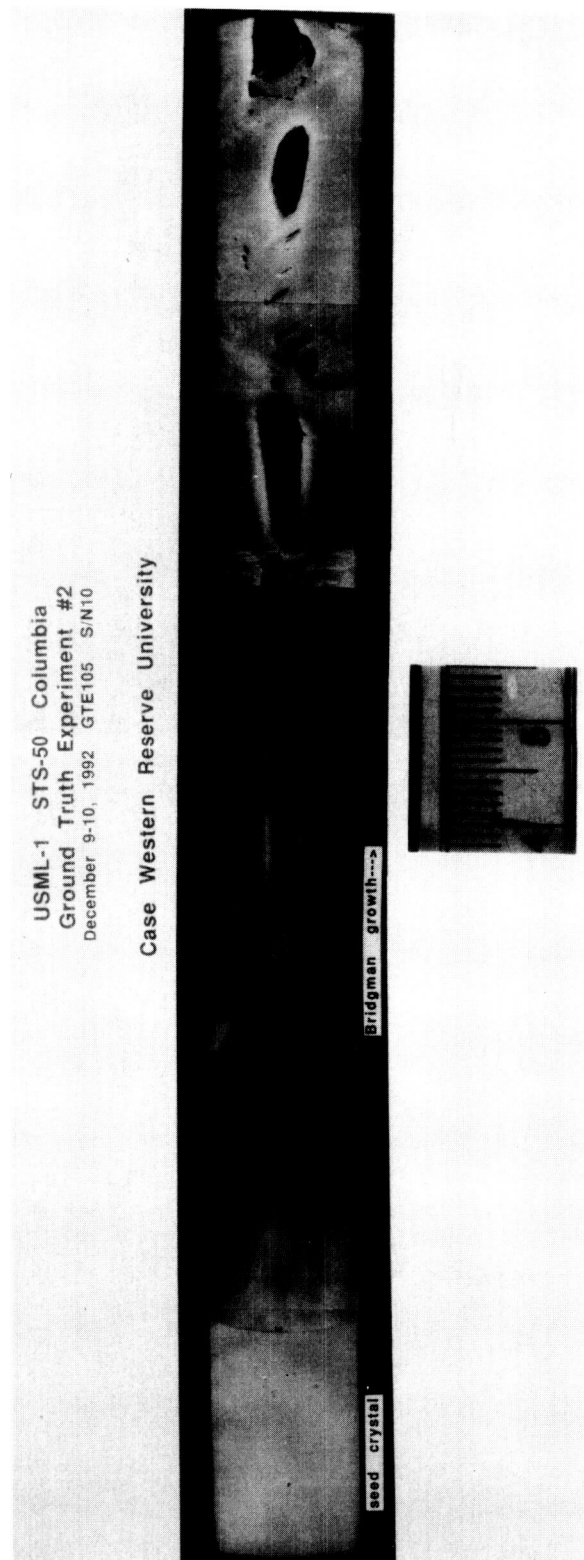 USML-1 STS-50 Columbia
Ground Truth Experiment #2
December 9-10, 1992 GTE105 S/N10
Case Western Reserve University
seed crystal
Bridgman growth--->